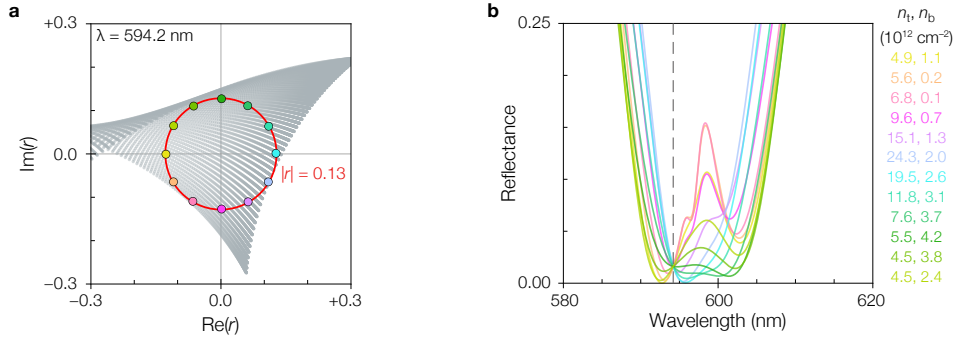 a
λ = 594.2 nm
+0.3
0.0
−0.3
Im(r)
|r| = 0.13
−0.3
0.0
+0.3
Re(r)
b
0.25
0.00
Reflectance
580
600
620
Wavelength (nm)
nt, nb
(10¹² cm⁻²)
4.9, 1.1
5.6, 0.2
6.8, 0.1
9.6, 0.7
15.1, 1.3
24.3, 2.0
19.5, 2.6
11.8, 3.1
7.6, 3.7
5.5, 4.2
4.5, 3.8
4.5, 2.4